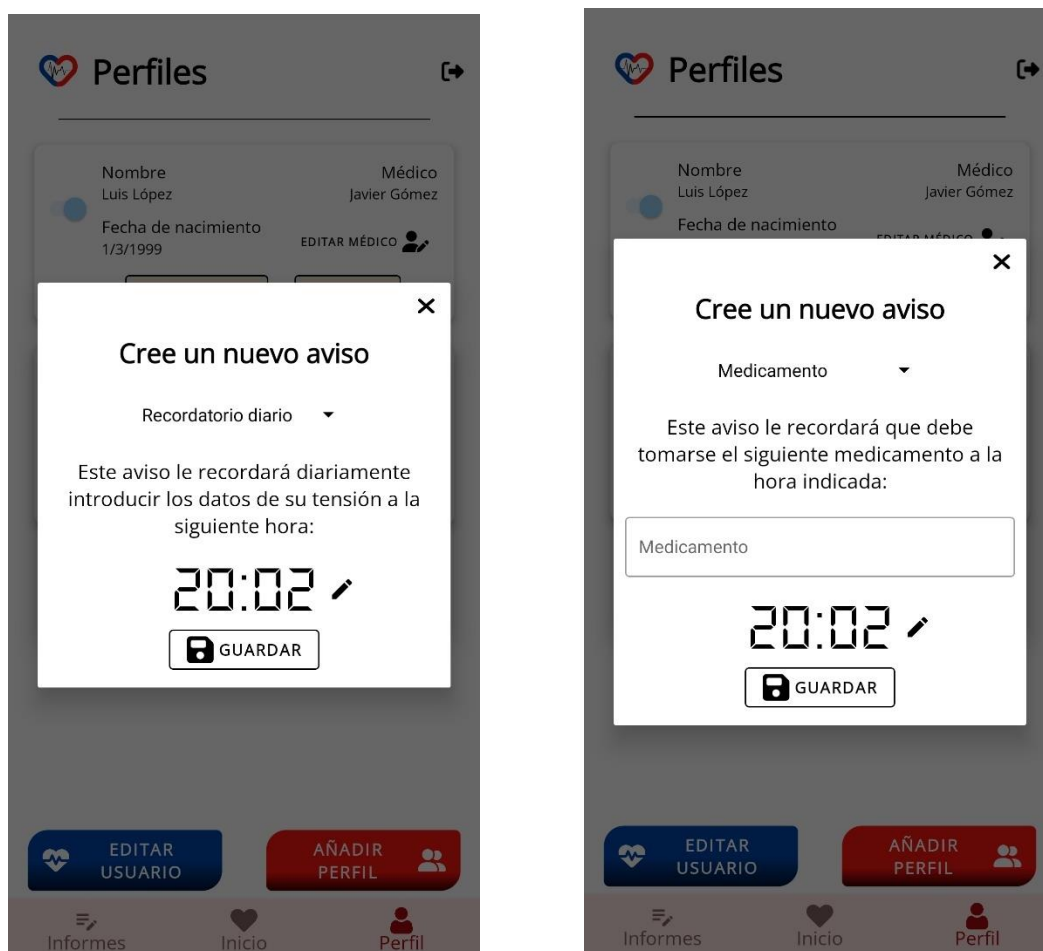 Perfiles
Nombre
Médico
Luis López
Javier Gómez
Fecha de nacimiento
1/3/1999
EDITAR MÉDICO
Cree un nuevo aviso
Recordatorio diario
Este aviso le recordará diariamente
introducir los datos de su tensión a la
siguiente hora:
20:02
GUARDAR
EDITAR
USUARIO
AÑADIR
PERFIL
Informes
Inicio
Perfil
Perfiles
Nombre
Médico
Luis López
Javier Gómez
Fecha de nacimiento
EDITAR MÉDICO
Cree un nuevo aviso
Medicamento
Este aviso le recordará que debe
tomarse el siguiente medicamento a la
hora indicada:
Medicamento
20:02
GUARDAR
EDITAR
USUARIO
AÑADIR
PERFIL
Informes
Inicio
Perfil